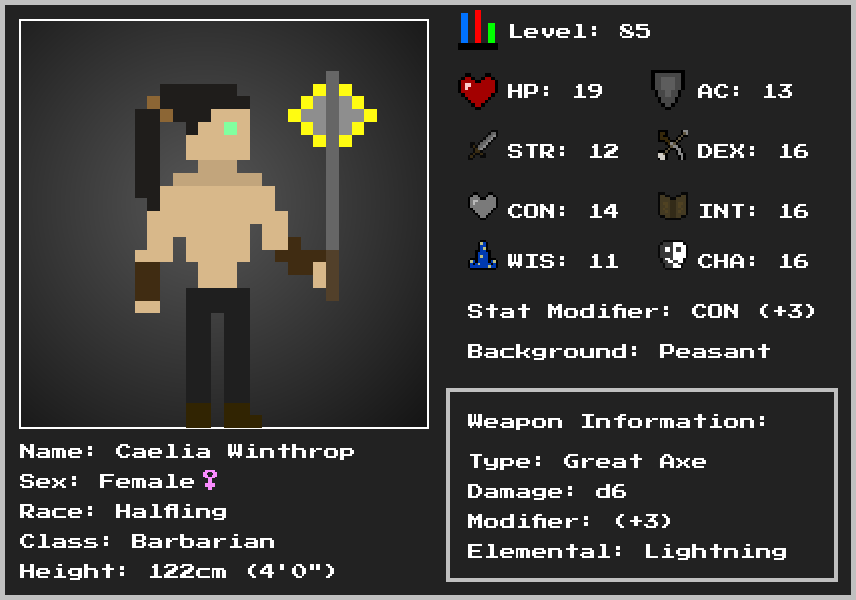 Level: 85
HP: 19
AC: 13
STR: 12
DEX: 16
CON: 14
INT: 16
WIS: 11
CHA: 16
Stat Modifier: CON (+3)
Background: Peasant
Weapon Information:
Type: Great Axe
Damage: d6
Modifier: (+3)
Elemental: Lightning
Name: Caelia Winthrop
Sex: Female♀
Race: Halfling
Class: Barbarian
Height: 122cm (4'0")